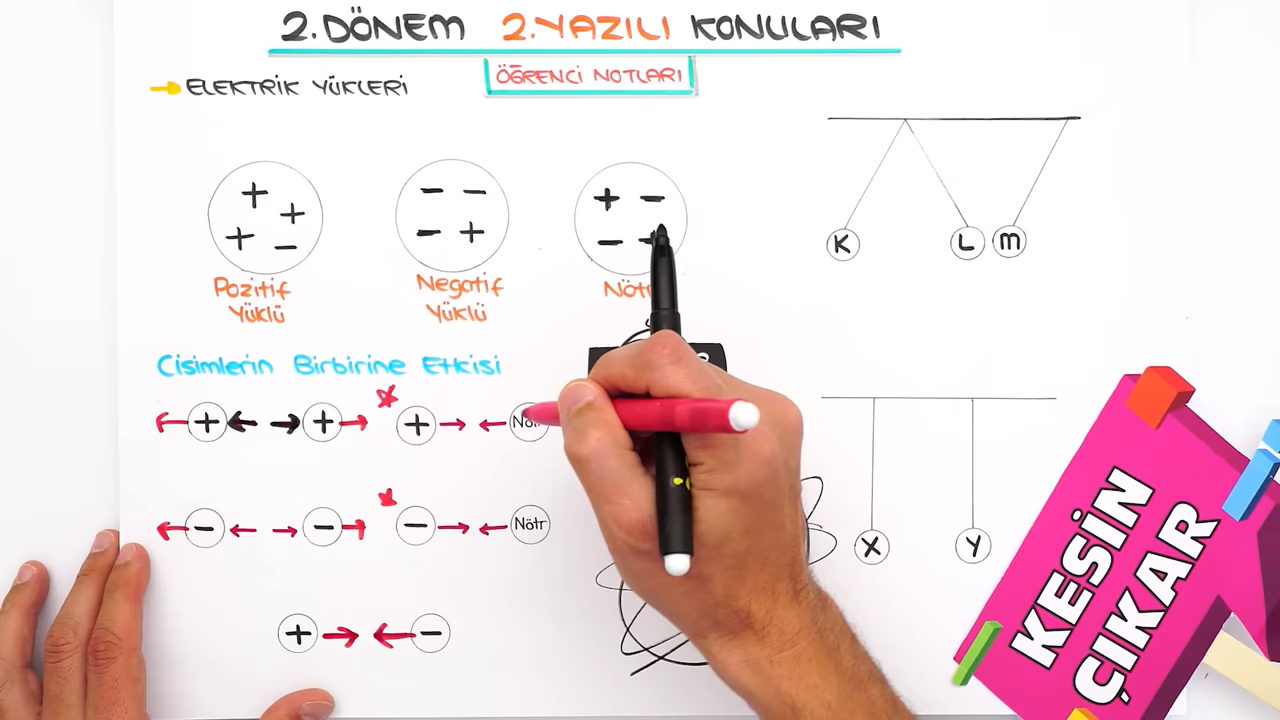 2.DÖNEM 2.YAZILI KONULARI
ÖĞRENCİ NOTLARI
ELEKTRİK YÜKLERİ
+ + + -
- - - +
+ - -
Pozitif
Yüklü
Negatif
Yüklü
Cisimlerin Birbirine Etkisi
+ + +
- - - Nötr
+ -
K L M
X Y
KESİN
ÇIKAR